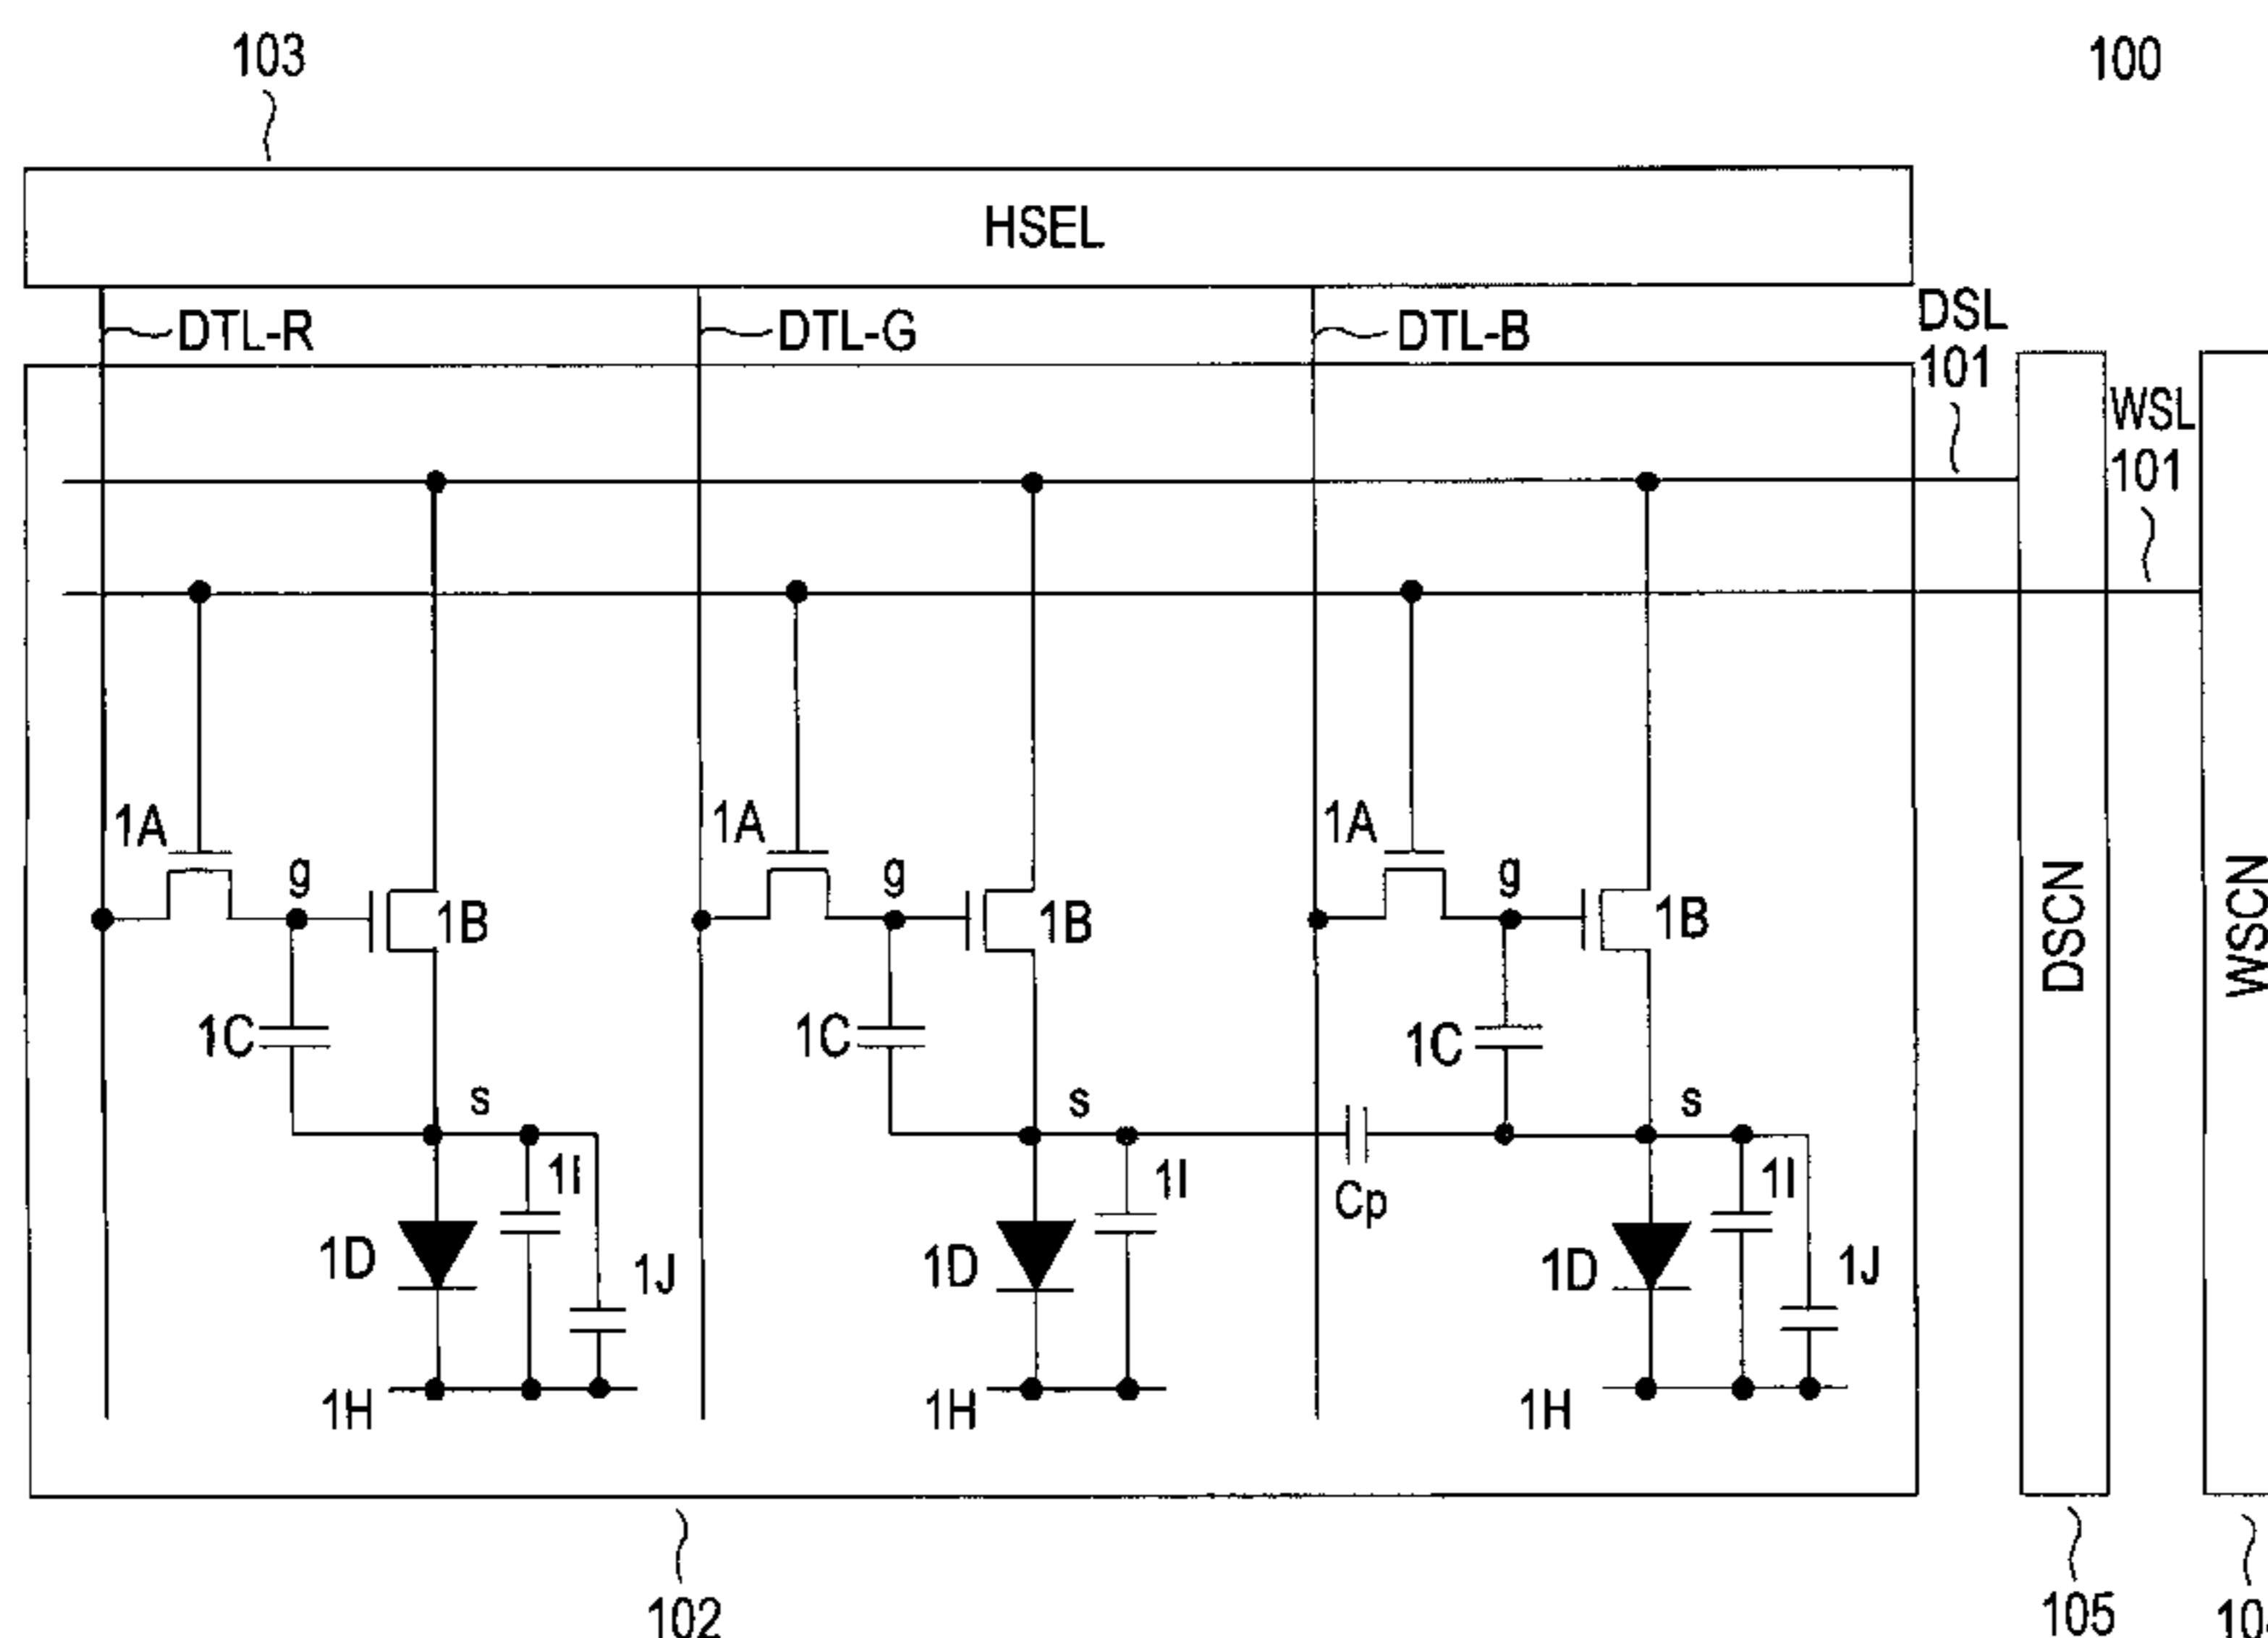 103
100
HSEL
DTL-R
DTL-G
DTL-B
DSL
101
WSL
101
1A
g
1B
1A
g
1B
1A
g
1B
DSCN
WSCN
1C
1C
1C
s
s
s
1I
1I
1I
Cp
1D
1J
1D
1D
1J
1H
1H
1H
102
105